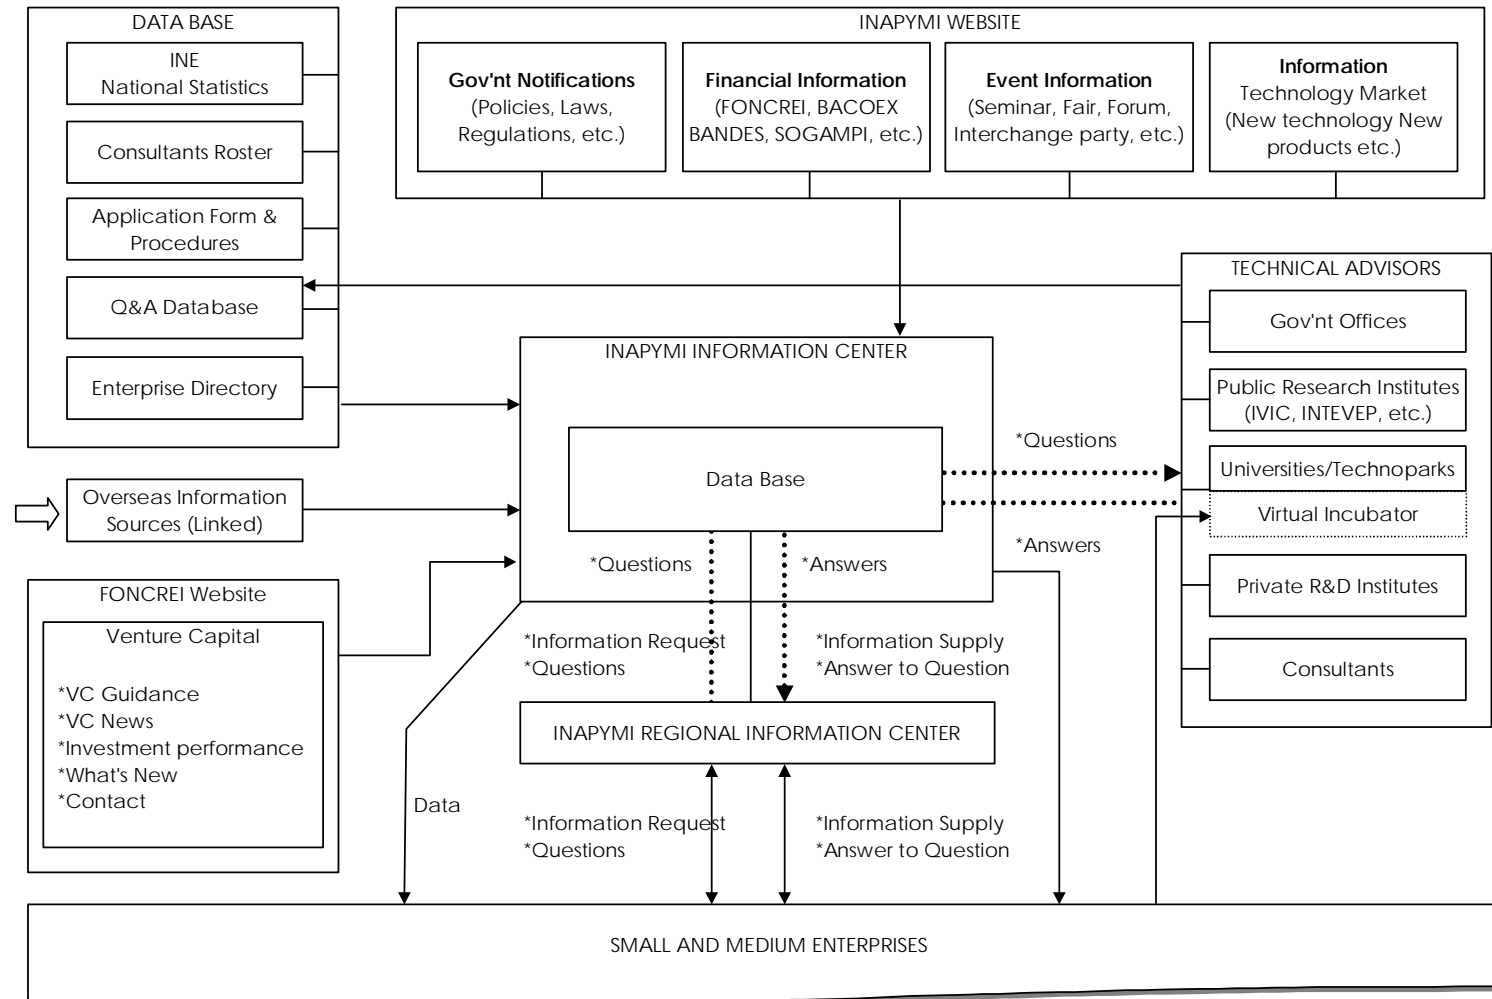 DATA BASE
INE
National Statistics
Consultants Roster
Application Form &
Procedures
Q&A Database
Enterprise Directory
INAPYMI WEBSITE
Gov'nt Notifications
(Policies, Laws,
Regulations, etc.)
Financial Information
(FONCREI, BACOEX
BANDES, SOGAMPI, etc.)
Event Information
(Seminar, Fair, Forum,
Interchange party, etc.)
Information
Technology Market
(New technology New
products etc.)
TECHNICAL ADVISORS
Gov'nt Offices
Public Research Institutes
(IVIC, INTEVEP, etc.)
Universities/Technoparks
Virtual Incubator
Private R&D Institutes
Consultants
INAPYMI INFORMATION CENTER
Data Base
*Questions
*Answers
*Questions
*Answers
Overseas Information
Sources (Linked)
FONCREI Website
Venture Capital
*VC Guidance
*VC News
*Investment performance
*What's New
*Contact
*Information Request
*Questions
*Information Supply
*Answer to Question
INAPYMI REGIONAL INFORMATION CENTER
Data
*Information Request
*Questions
*Information Supply
*Answer to Question
SMALL AND MEDIUM ENTERPRISES